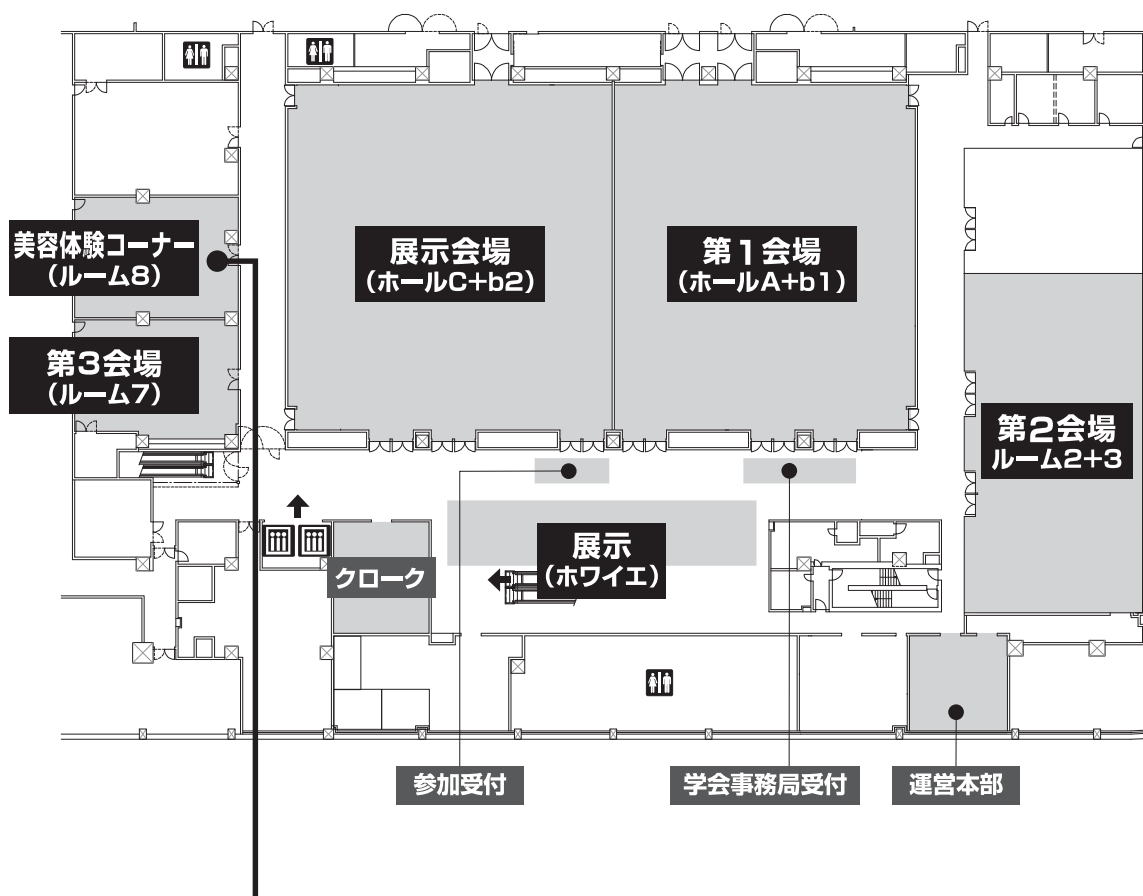 美容体験コーナー
（ルーム8）
展示会場
（ホールC+b2）
第1会場
（ホールA+b1）
第3会場
（ルーム7）
第2会場
ルーム2+3
展示
（ホワイエ）
クローク
参加受付
学会事務局受付
運営本部